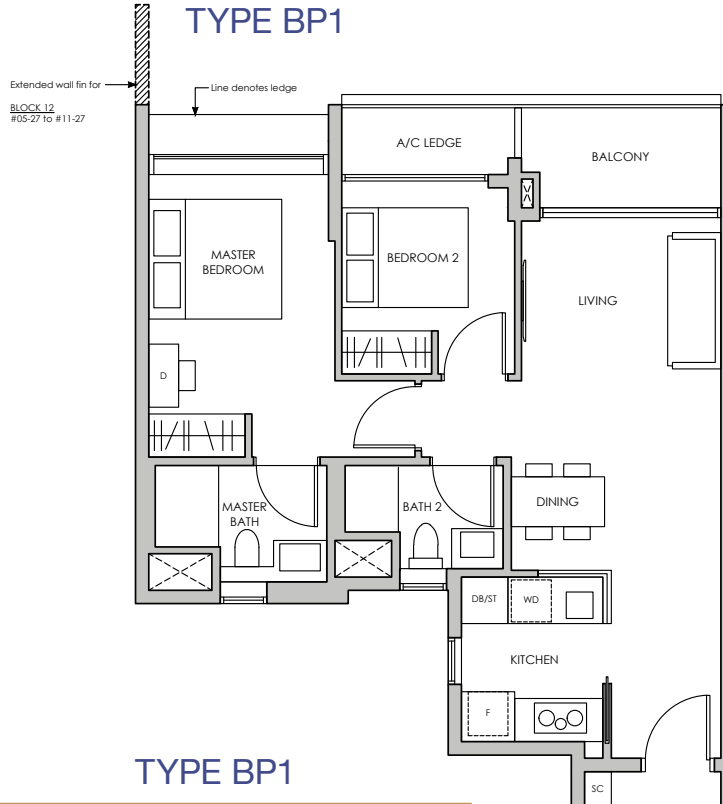 TYPE BP1
Extended wall fin for
BLOCK 12
#05-27 to #11-27
Line denotes ledge
A/C LEDGE
BALCONY
MASTER
BEDROOM
BEDROOM 2
LIVING
D
MASTER
BATH
BATH 2
DINING
DB/ST
WD
KITCHEN
F
TYPE BP1
SC